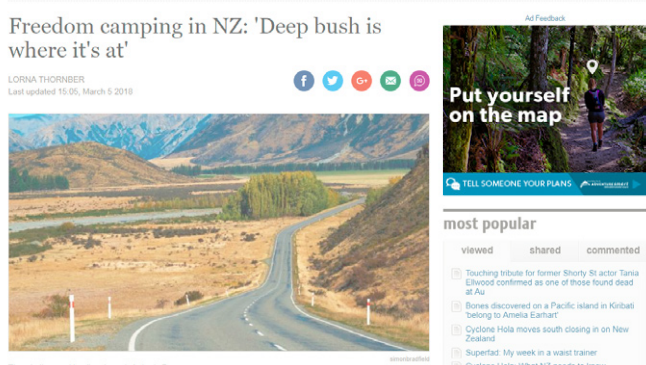 Freedom camping in NZ: 'Deep bush is
where it's at'
LORNA THORNBER
Last updated 15:05, March 5 2018
Ad Feedback
Put yourself
on the map
TELL SOMEONE YOUR PLANS
most popular
viewed
shared
commented
Touching tribute for former Shorty St actor Tania
Ellwood confirmed as one of those found dead
at Au
Bones discovered on a Pacific island in Kiribati
'belong to Amelia Earhart'
Cyclone Hola moves south closing in on New
Zealand
Superfad: My week in a waist trainer